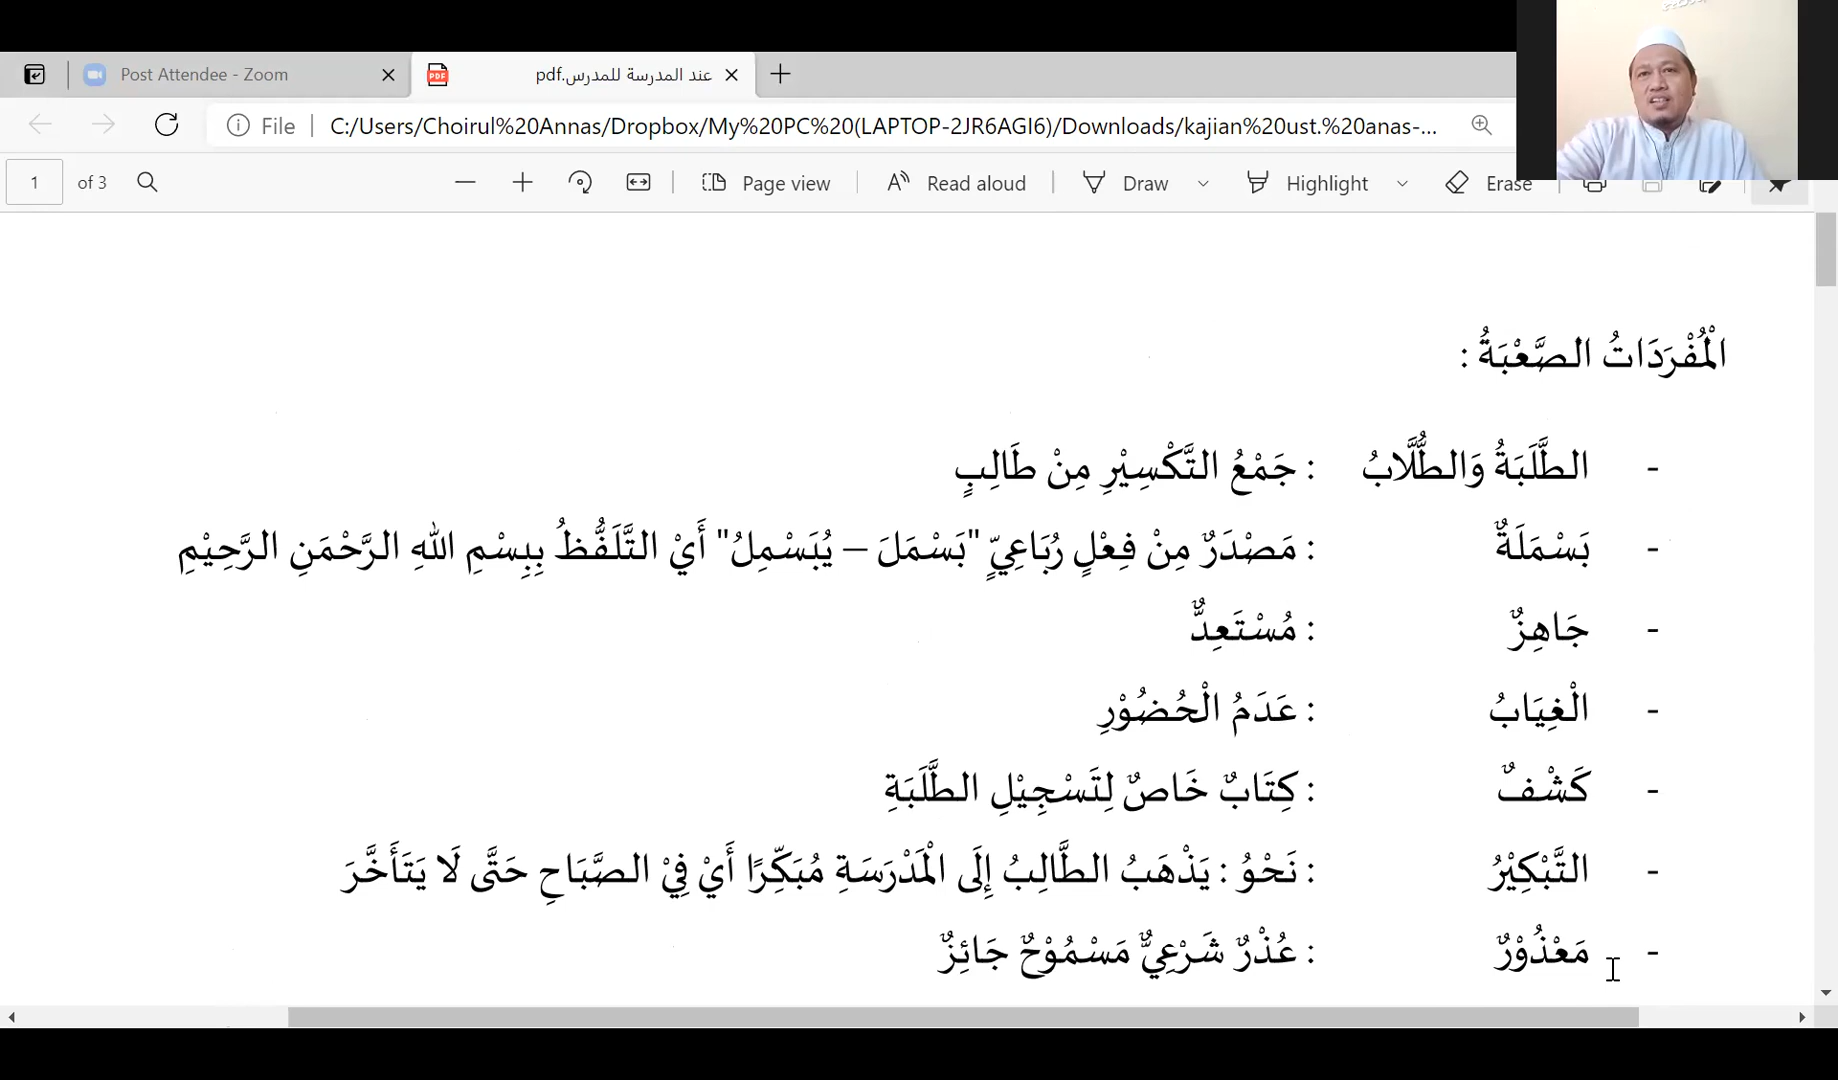 Post Attendee - Zoom
عند المدرسة للمدرس.pdf
File
C:/Users/Choirul%20Annas/Dropbox/My%20PC%20(LAPTOP-2JR6AGI6)/Downloads/kajian%20ust.%20anas-...
1 of 3
Page view
Read aloud
Draw
Highlight
Erase
الْمُفْرَدَاتُ الصَّعْبَةُ :
- الطَّلَبَةُ وَالطُّلَّابُ : جَمْعُ التَّكْسِيْرِ مِنْ طَالِبٍ
- بَسْمَلَةٌ : مَصْدَرٌ مِنْ فِعْلٍ رُبَاعِيٍّ "بَسْمَلَ – يُبَسْمِلُ" أَيْ التَّلَفُّظُ بِبِسْمِ اللهِ الرَّحْمَنِ الرَّحِيْمِ
- جَاهِزٌ : مُسْتَعِدٌّ
- الْغِيَابُ : عَدَمُ الْحُضُوْرِ
- كَشْفٌ : كِتَابٌ خَاصٌ لِتَسْجِيْلِ الطَّلَبَةِ
- التَّبْكِيْرُ : نَحْوُ : يَذْهَبُ الطَّالِبُ إِلَى الْمَدْرَسَةِ مُبَكِّرًا أَيْ فِيْ الصَّبَاحِ حَتَّى لَا يَتَأَخَّرَ
- مَعْذُوْرٌ : عُذْرٌ شَرْعِيٌّ مَسْمُوْحٌ جَائِزٌ